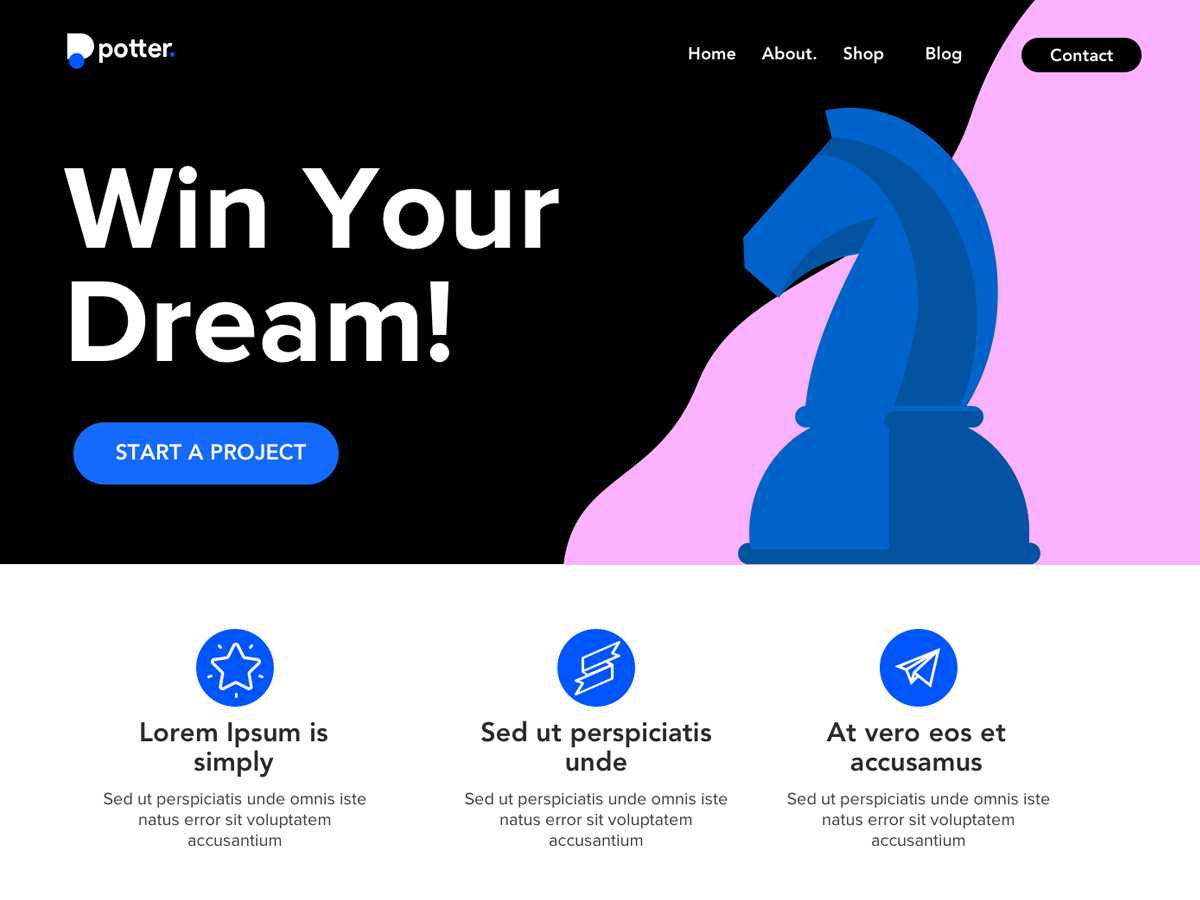 potter.
Home About. Shop Blog Contact
Win Your
Dream!
START A PROJECT
Lorem Ipsum is
simply
Sed ut perspiciatis unde omnis iste
natus error sit voluptatem
accusantium
Sed ut perspiciatis
unde
Sed ut perspiciatis unde omnis iste
natus error sit voluptatem
accusantium
At vero eos et
accusamus
Sed ut perspiciatis unde omnis iste
natus error sit voluptatem
accusantium